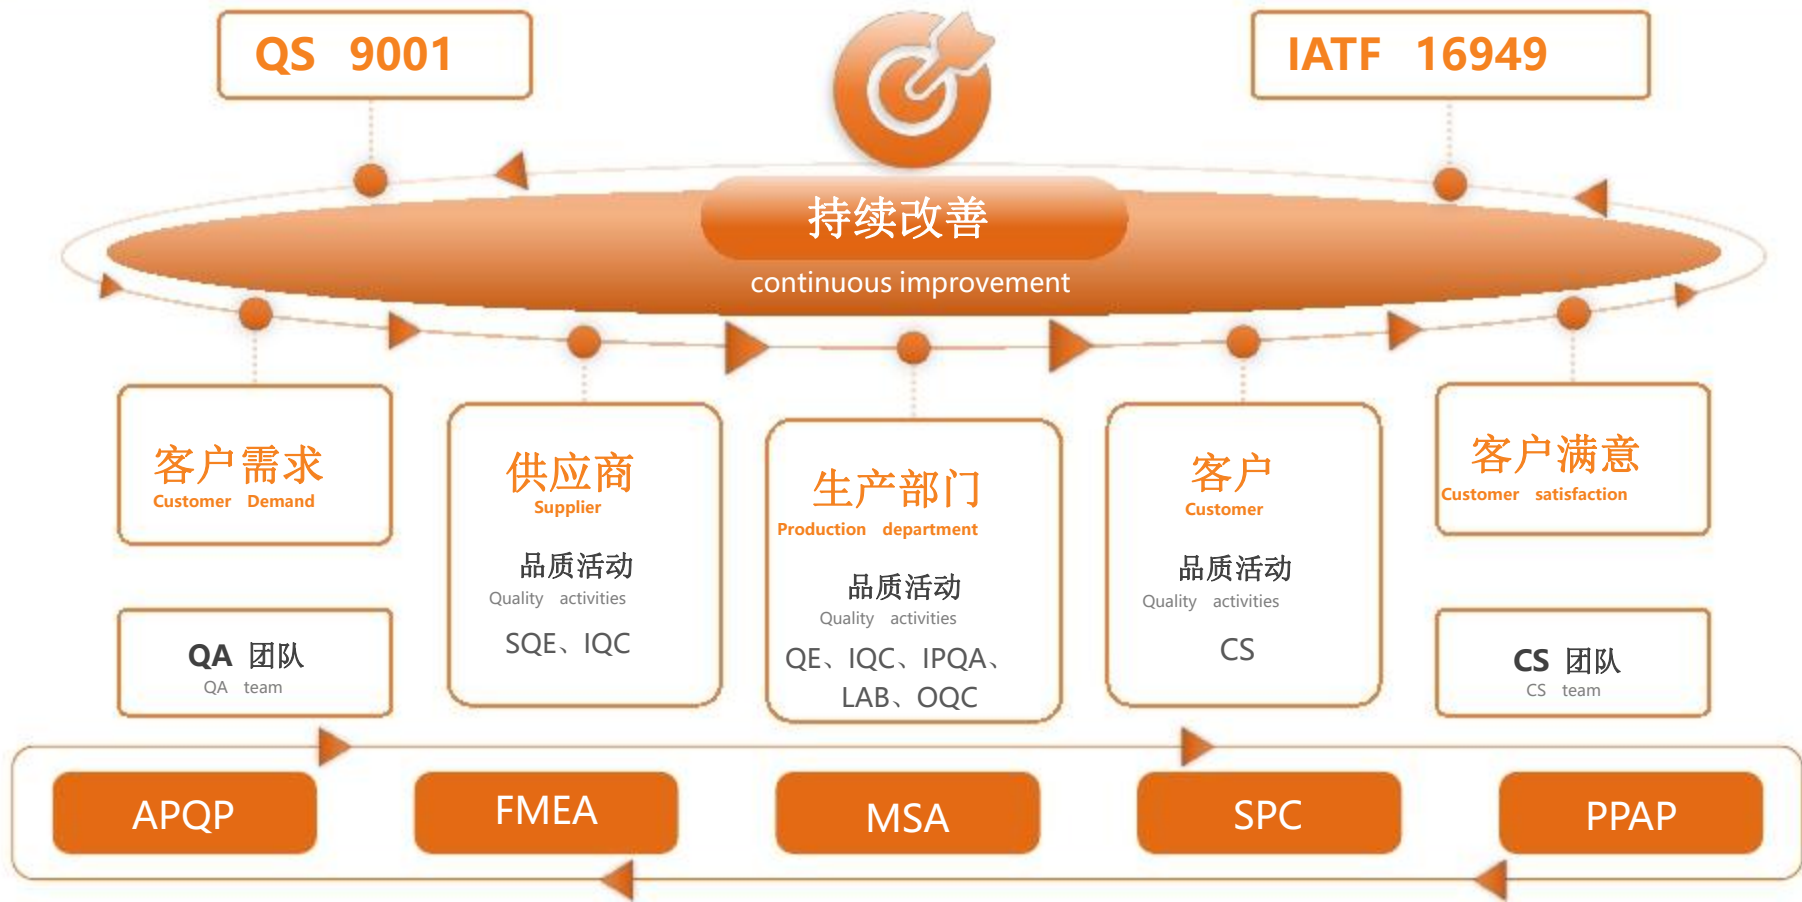 QS 9001
IATF 16949
持续改善
continuous improvement
客户需求
Customer Demand
供应商
Supplier
品质活动
Quality activities
SQE、IQC
生产部门
Production department
品质活动
Quality activities
QE、IQC、IPQA、
LAB、OQC
客户
Customer
品质活动
Quality activities
CS
客户满意
Customer satisfaction
QA 团队
QA team
CS 团队
CS team
APQP
FMEA
MSA
SPC
PPAP